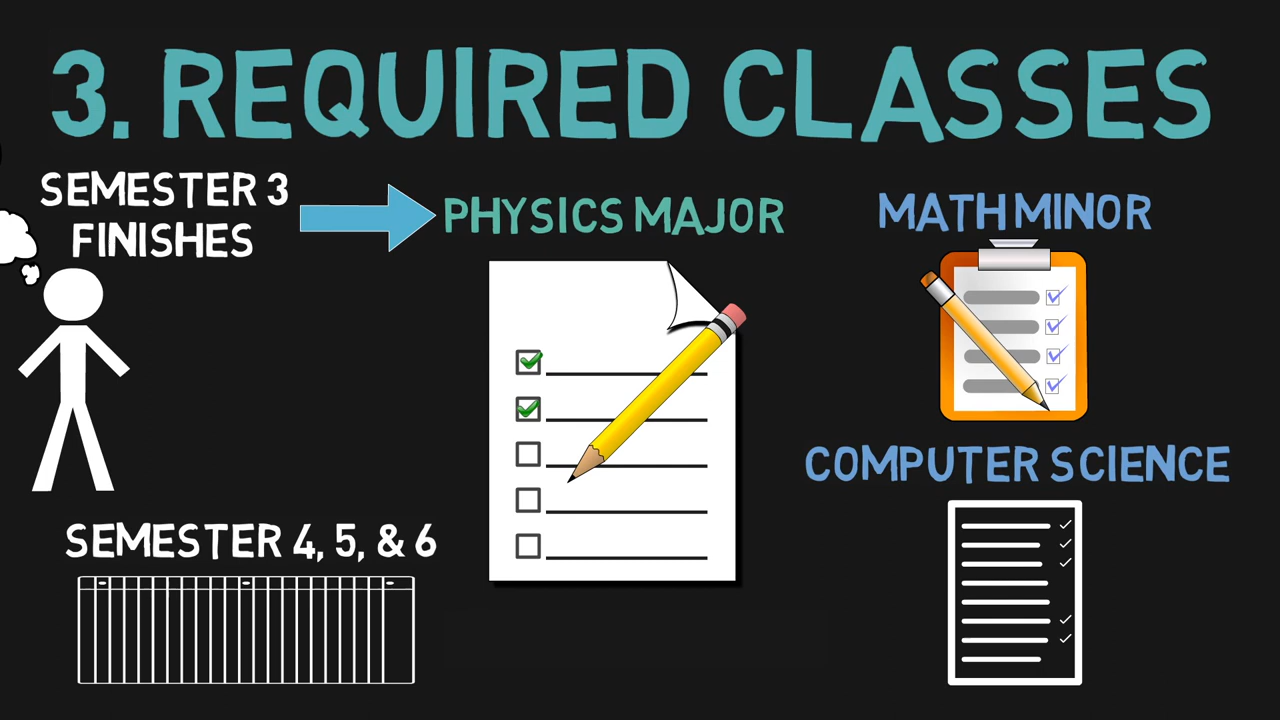 3. REQUIRED CLASSES
SEMESTER 3
FINISHES
PHYSICS MAJOR
MATH MINOR
COMPUTER SCIENCE
SEMESTER 4, 5, & 6